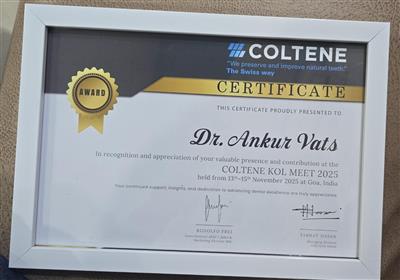 COLTENE
"We preserve and improve natural teeth."
The Swiss way
CERTIFICATE
AWARD
THIS CERTIFICATE PROUDLY PRESENTED TO
Dr. Ankur Vats
In recognition and appreciation of your valuable presence and contribution at the
COLTENE KOL MEET 2025
held from 13th-15th November 2025 at Goa, India
Your continued support, insights, and dedication to advancing dental excellence are truly appreciated.
RODOLFO FREI